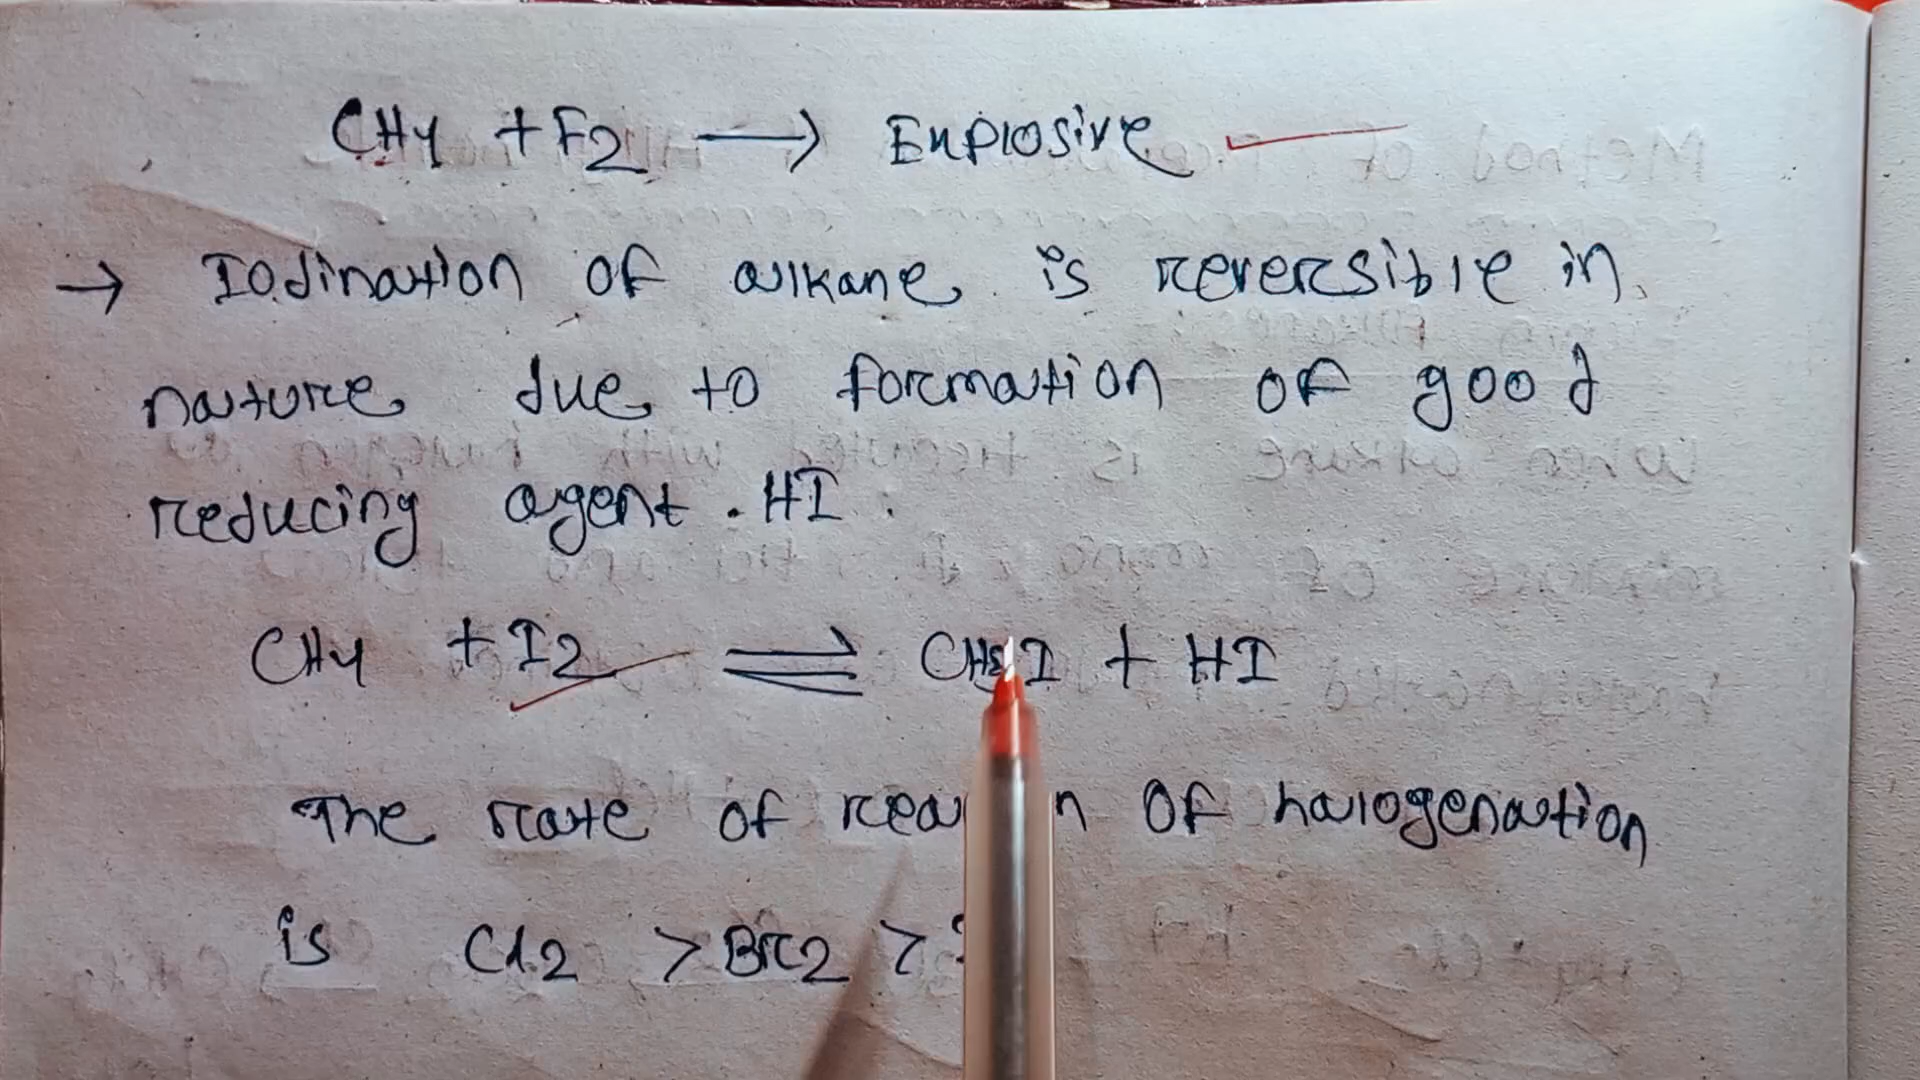 CH4 + F2 → Explosive
→ Iodination of alkane is reversible in
nature due to formation of good
reducing agent . HI .
CH4 + I2 ⇌ CH3I + HI
The rate of of halogenation
is Cl2 > Br2 >